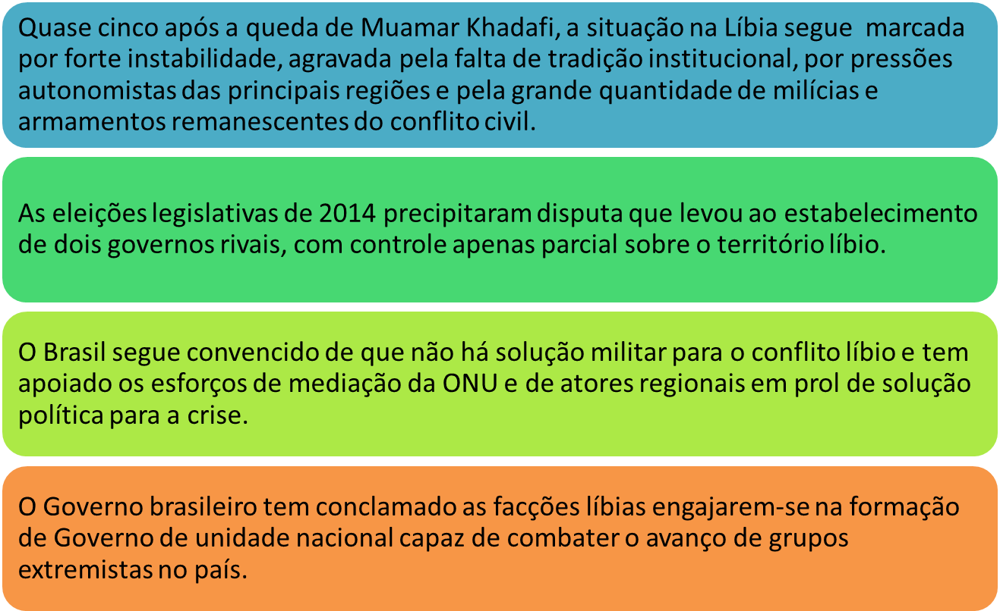 Quase cinco após a queda de Muamar Khadafi, a situação na Líbia segue  marcada
por forte instabilidade, agravada pela falta de tradição institucional, por pressões
autonomistas das principais regiões e pela grande quantidade de milícias e
armamentos remanescentes do conflito civil.
As eleições legislativas de 2014 precipitaram disputa que levou ao estabelecimento
de dois governos rivais, com controle apenas parcial sobre o território líbio.
O Brasil segue convencido de que não há solução militar para o conflito líbio e tem
apoiado os esforços de mediação da ONU e de atores regionais em prol de solução
política para a crise.
O Governo brasileiro tem conclamado as facções líbias engajarem-se na formação
de Governo de unidade nacional capaz de combater o avanço de grupos
extremistas no país.